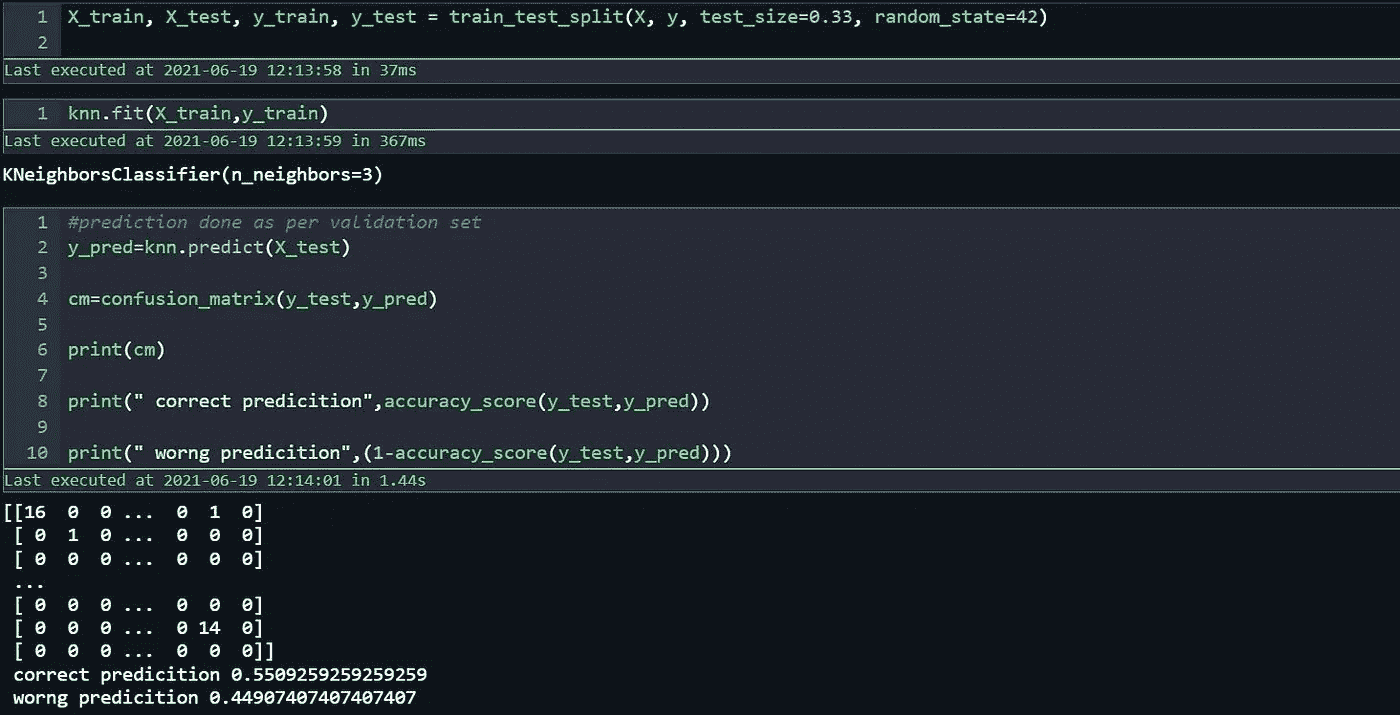 1 X_train, X_test, y_train, y_test = train_test_split(X, y, test_size=0.33, random_state=42)
2
Last executed at 2021-06-19 12:13:58 in 37ms
1 knn.fit(X_train,y_train)
Last executed at 2021-06-19 12:13:59 in 367ms
KNeighborsClassifier(n_neighbors=3)
1 #prediction done as per validation set
2 y_pred=knn.predict(X_test)
3
4 cm=confusion_matrix(y_test,y_pred)
5
6 print(cm)
7
8 print(" correct predicition",accuracy_score(y_test,y_pred))
9
10 print(" worng predicition",(1-accuracy_score(y_test,y_pred)))
Last executed at 2021-06-19 12:14:01 in 1.44s
[[16  0  0 ...  0  1  0]
 [ 0  1  0 ...  0  0  0]
 [ 0  0  0 ...  0  0  0]
 ...
 [ 0  0  0 ...  0  0  0]
 [ 0  0  0 ...  0 14  0]
 [ 0  0  0 ...  0  0  0]]
 correct predicition 0.5509259259259259
 worng predicition 0.44907407407407407